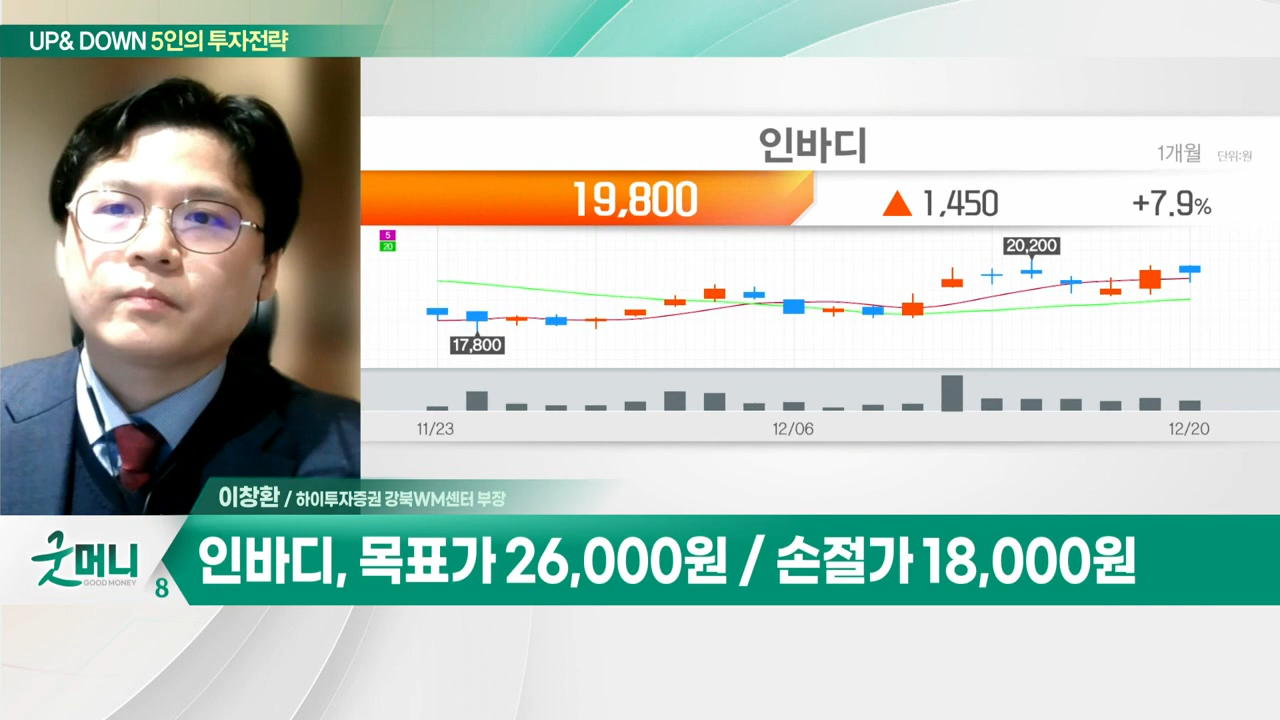 UP& DOWN 5인의 투자전략
인바디
1개월 단위:원
19,800 ▲ 1,450 +7.9%
5
20
20,200
17,800
11/23 12/06 12/20
이창환 / 하이투자증권 강북WM센터 부장
굿머니
GOOD MONEY
8
인바디, 목표가 26,000원 / 손절가 18,000원